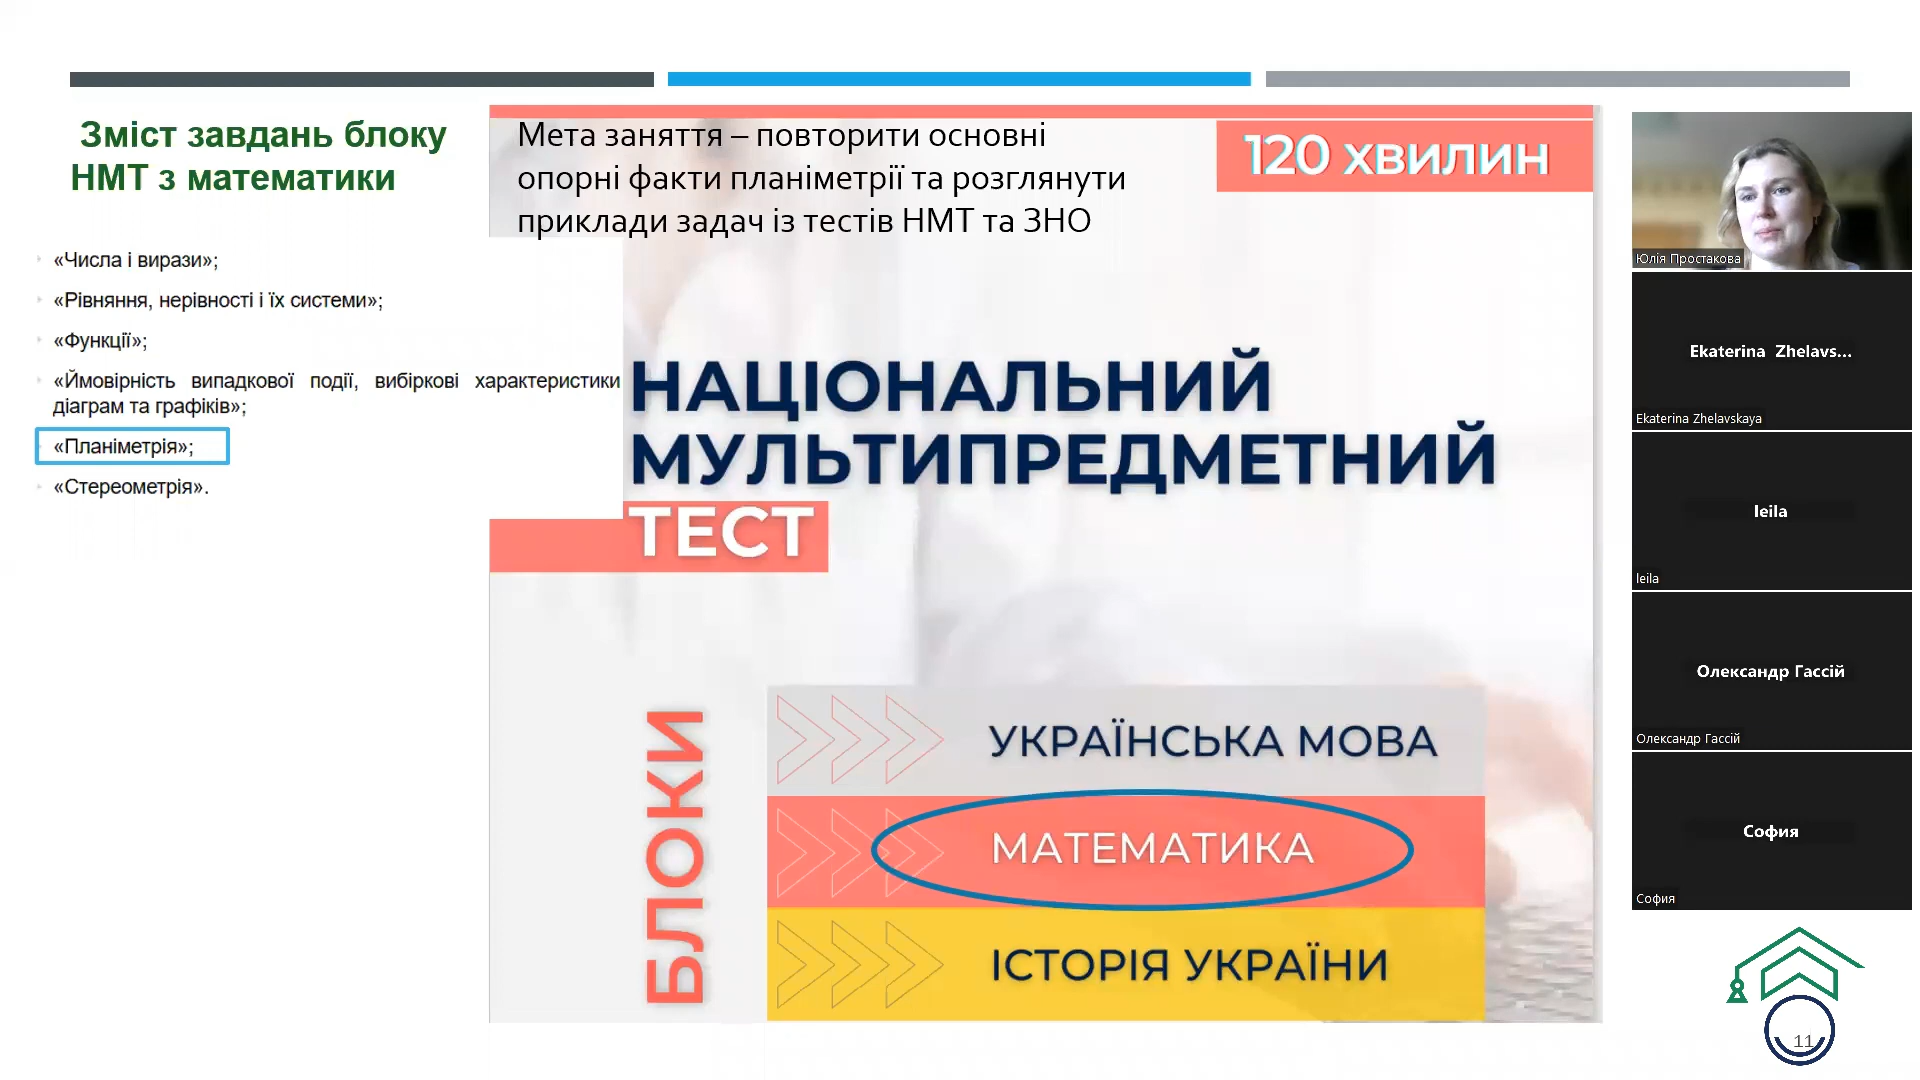 Зміст завдань блоку
НМТ з математики
«Числа і вирази»;
«Рівняння, нерівності і їх системи»;
«Функції»;
«Ймовірність випадкової події, вибіркові характеристики
діаграм та графіків»;
«Планіметрія»;
«Стереометрія».
Мета заняття – повторити основні
опорні факти планіметрії та розглянути
приклади задач із тестів НМТ та ЗНО
120 хвилин
НАЦІОНАЛЬНИЙ
МУЛЬТИПРЕДМЕТНИЙ
ТЕСТ
БЛОКИ
УКРАЇНСЬКА МОВА
МАТЕМАТИКА
ІСТОРІЯ УКРАЇНИ
Юлія Простакова
Ekaterina Zhelavs...
Ekaterina Zhelavskaya
leila
leila
Олександр Гассій
Олександр Гассій
София
София
11